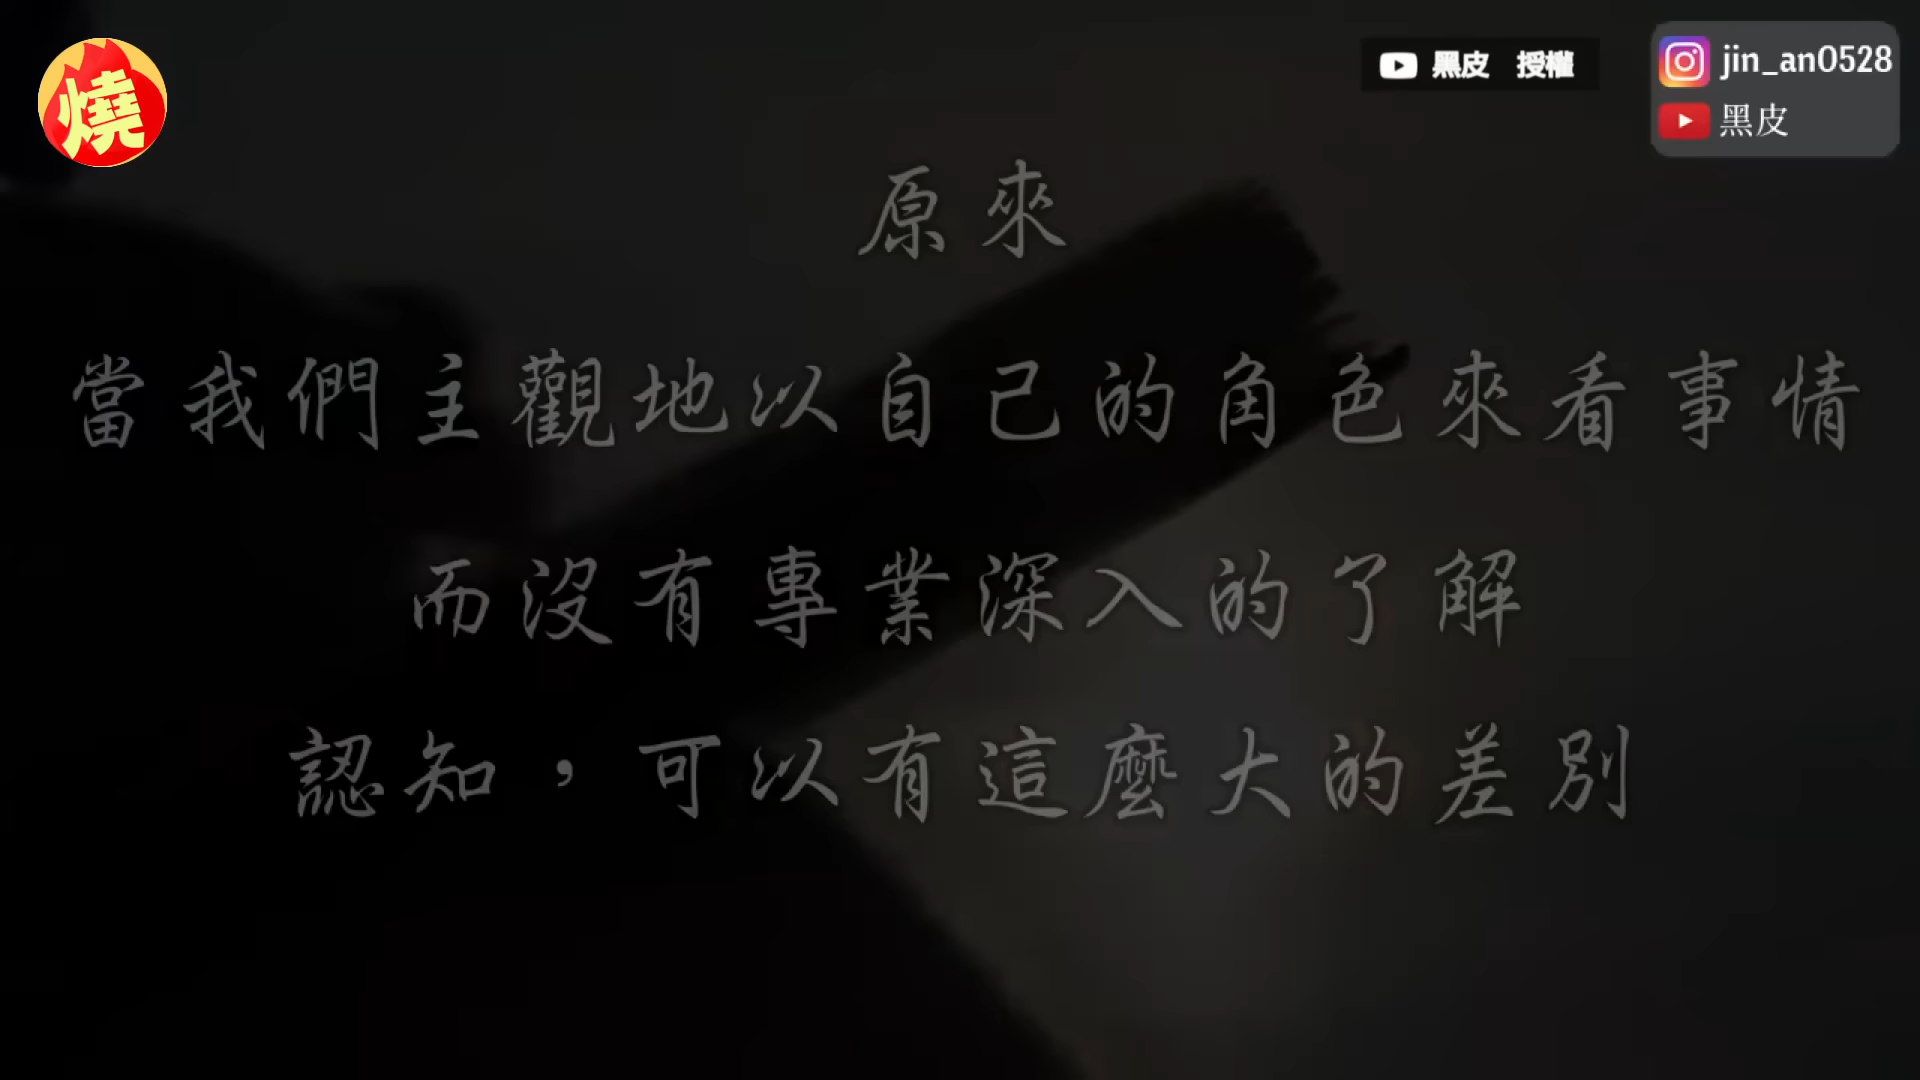 燒
黑皮 授權
jin_an0528
黑皮
原來
當我們主觀地以自己的角色來看事情
而沒有專業深入的了解
認知，可以有這麼大的差別